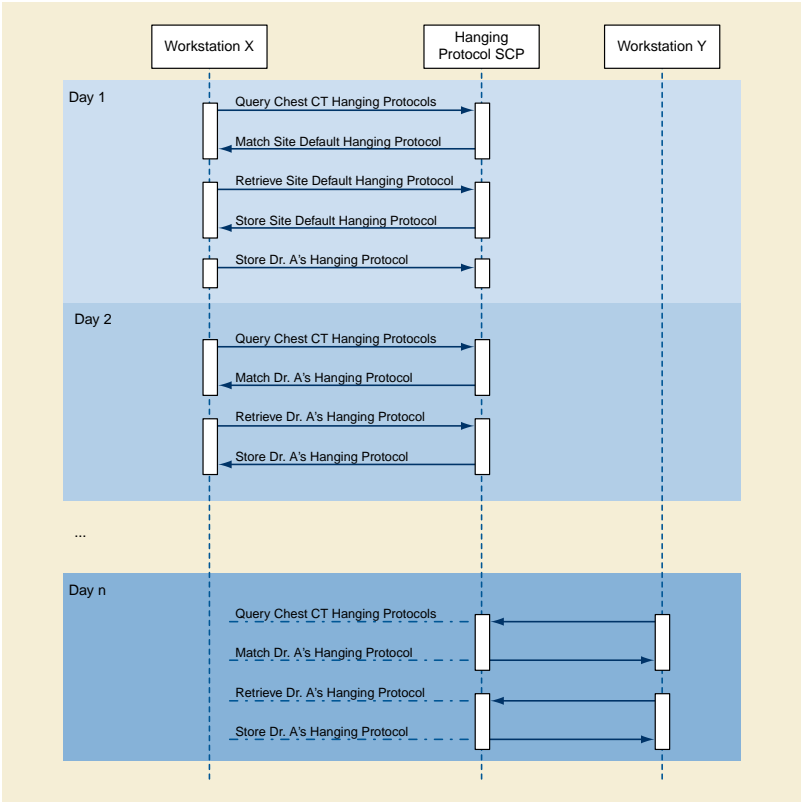 Workstation X
Hanging
Protocol SCP
Workstation Y
Day 1
Query Chest CT Hanging Protocols
Match Site Default Hanging Protocol
Retrieve Site Default Hanging Protocol
Store Site Default Hanging Protocol
Store Dr. A's Hanging Protocol
Day 2
Query Chest CT Hanging Protocols
Match Dr. A's Hanging Protocol
Retrieve Dr. A's Hanging Protocol
Store Dr. A's Hanging Protocol
...
Day n
Query Chest CT Hanging Protocols
Match Dr. A's Hanging Protocol
Retrieve Dr. A's Hanging Protocol
Store Dr. A's Hanging Protocol